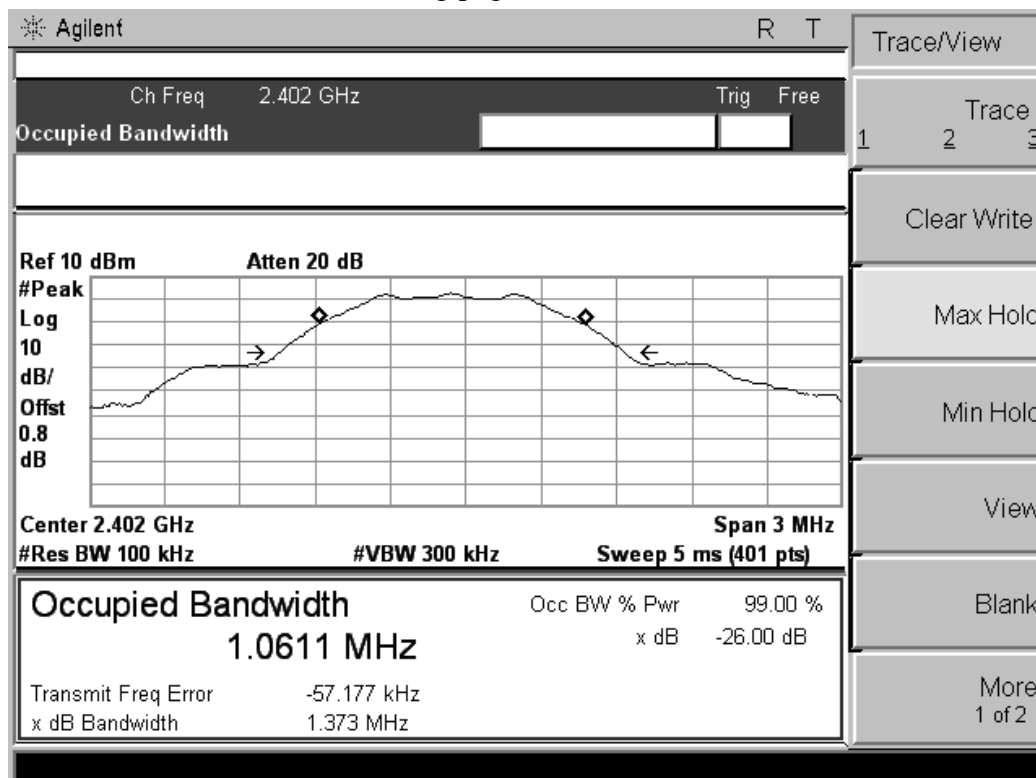 Agilent R T
Trace/View
Ch Freq 2.402 GHz Trig Free
Occupied Bandwidth
Trace
1 2 3
Clear Write
Ref 10 dBm Atten 20 dB
#Peak
Log
10
dB/
Offst
0.8
dB
Max Hold
Min Hold
Center 2.402 GHz Span 3 MHz
#Res BW 100 kHz #VBW 300 kHz Sweep 5 ms (401 pts)
View
Occupied Bandwidth
1.0611 MHz
Occ BW % Pwr 99.00 %
x dB -26.00 dB
Transmit Freq Error -57.177 kHz
x dB Bandwidth 1.373 MHz
Blank
More
1 of 2